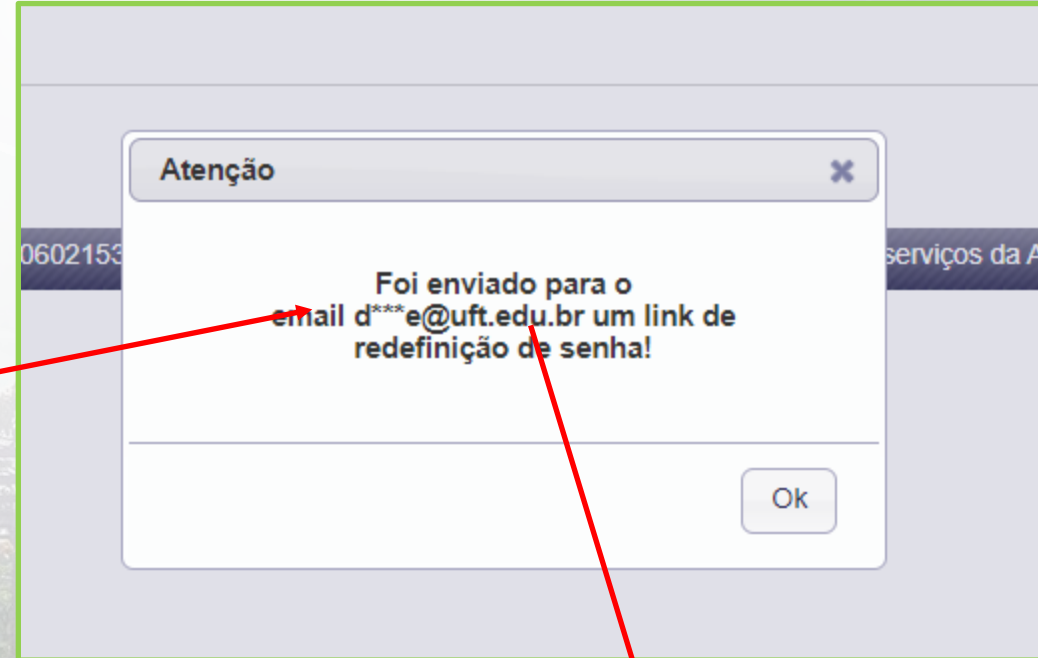 Atenção
0602153
serviços da A
Foi enviado para o
email d***e@uft.edu.br um link de
redefinição de senha!
Ok